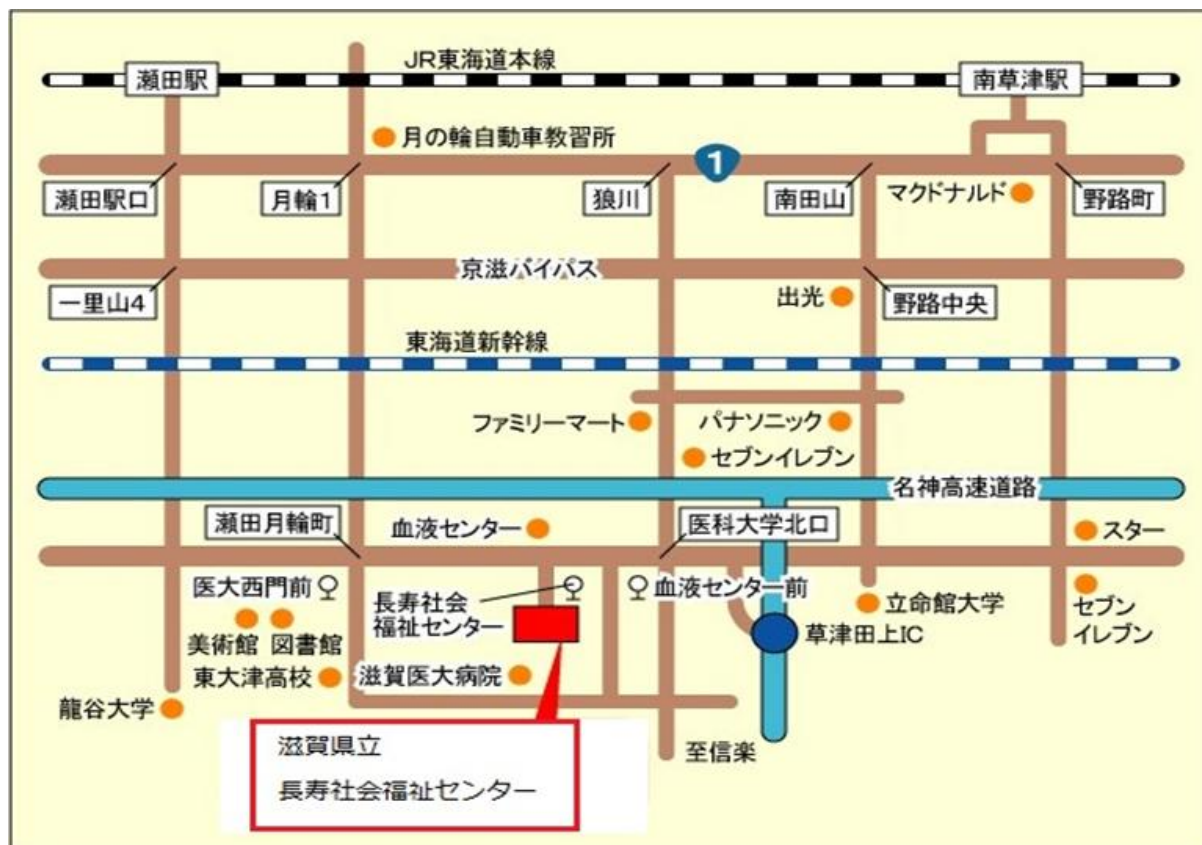 JR東海道本線
瀬田駅
南草津駅
月の輪自動車教習所
1
瀬田駅口
月輪1
狼川
南田山
マクドナルド
野路町
京滋バイパス
一里山4
出光
野路中央
東海道新幹線
ファミリーマート
パナソニック
セブンイレブン
名神高速道路
瀬田月輪町
血液センター
医科大学北口
スター
医大西門前
長寿社会
福祉センター
血液センター前
立命館大学
セブン
イレブン
美術館
図書館
草津田上IC
東大津高校
滋賀医大病院
龍谷大学
至信楽
滋賀県立
長寿社会福祉センター